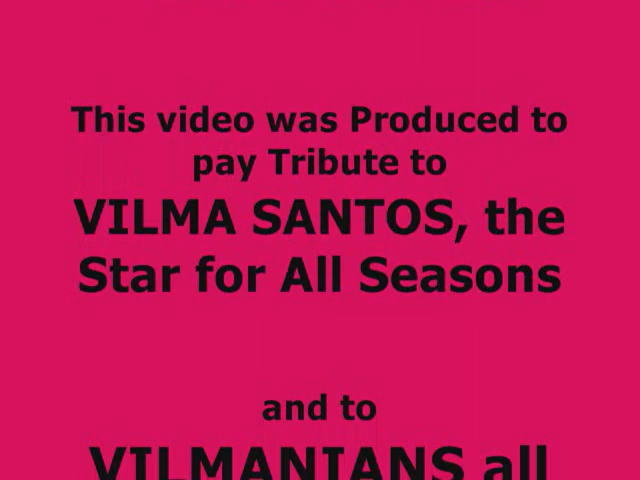 This video was Produced to
pay Tribute to
VILMA SANTOS, the
Star for All Seasons
and to
VILMANIANS all